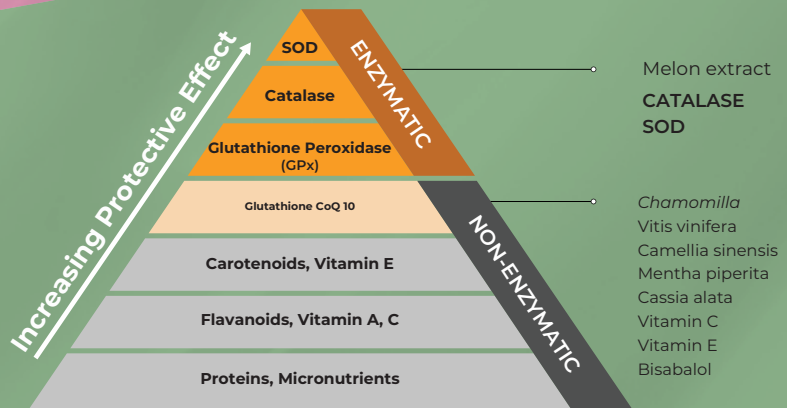 Increasing Protective Effect
SOD
Catalase
Glutathione Peroxidase
(GPx)
Glutathione CoQ 10
Carotenoids, Vitamin E
Flavanoids, Vitamin A, C
Proteins, Micronutrients
ENZYMATIC
NON-ENZYMATIC
Melon extract
CATALASE
SOD
Chamomilla
Vitis vinifera
Camellia sinensis
Mentha piperita
Cassia alata
Vitamin C
Vitamin E
Bisabalol